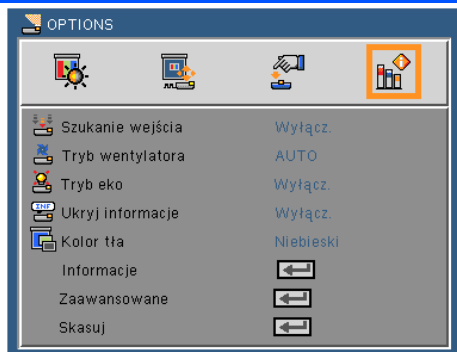 OPTIONS
Szukanie wejścia Wyłącz.
Tryb wentylatora AUTO
Tryb eko Wyłącz.
INF Ukryj informacje Wyłącz.
Kolor tła Niebieski
Informacje
Zaawansowane
Skasuj